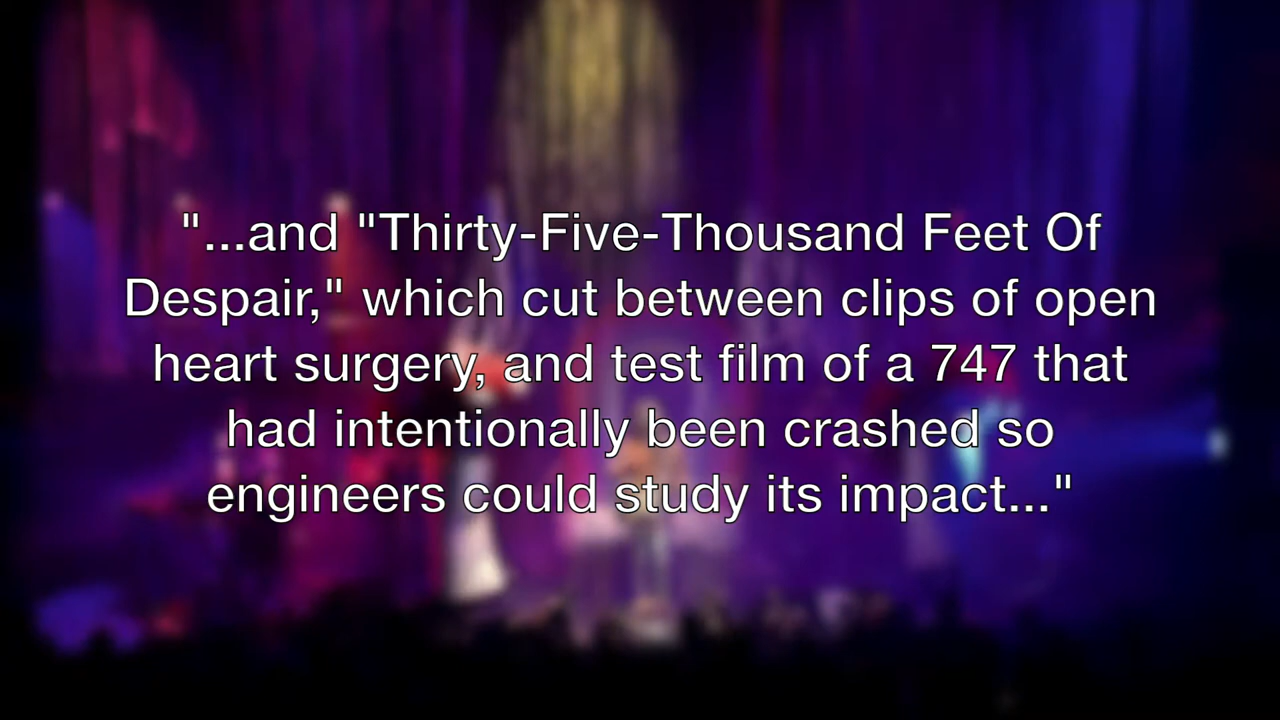 "...and "Thirty-Five-Thousand Feet Of
Despair," which cut between clips of open
heart surgery, and test film of a 747 that
had intentionally been crashed so
engineers could study its impact..."